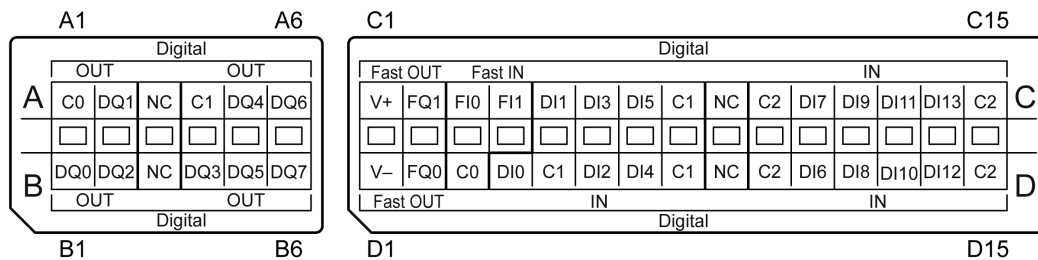 A1 A6 C1 C15
Digital Digital
OUT OUT Fast OUT Fast IN IN
A C0 DQ1 NC C1 DQ4 DQ6 V+ FQ1 FI0 FI1 DI1 DI3 DI5 C1 NC C2 DI7 DI9 DI11 DI13 C2 C
B DQ0 DQ2 NC DQ3 DQ5 DQ7 V– FQ0 C0 DI0 C1 DI2 DI4 C1 NC C2 DI6 DI8 DI10 DI12 C2 D
OUT OUT Fast OUT IN IN
Digital Digital
B1 B6 D1 D15